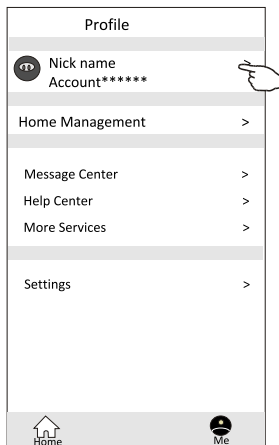 Profile
Nick name
Account******
Home Management >
Message Center >
Help Center >
More Services >
Settings >
Home Me